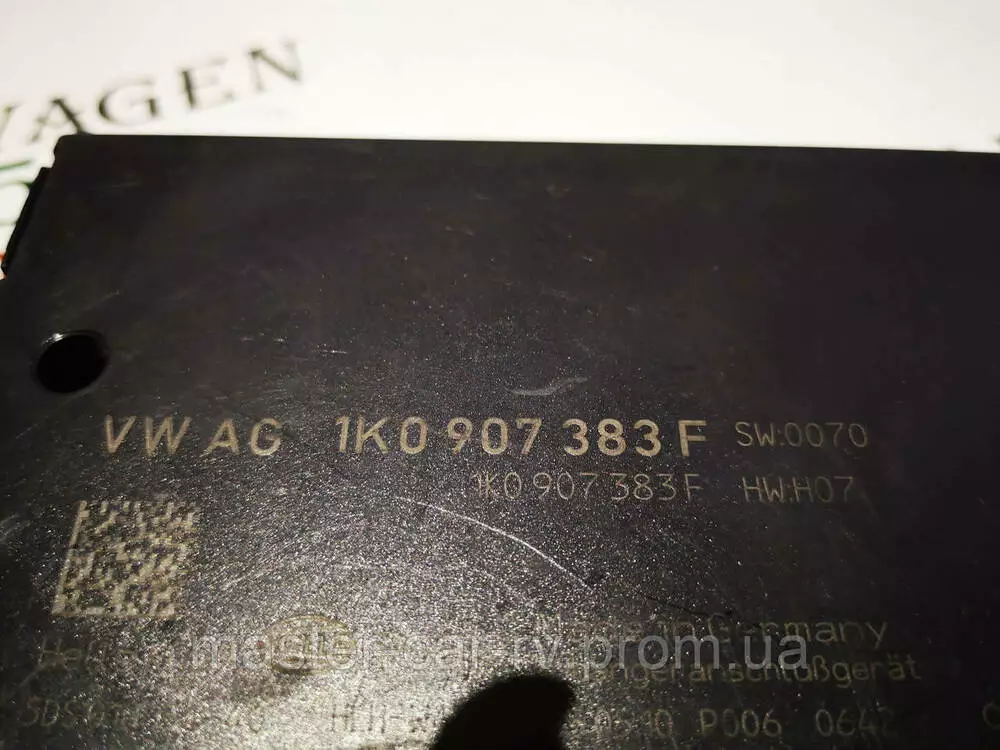 VW AG 1K0 907 383 F SW:0070
1K0 907 383 F HW:H07
Made in Germany
master-car-rv.prom.ua
P006 0642